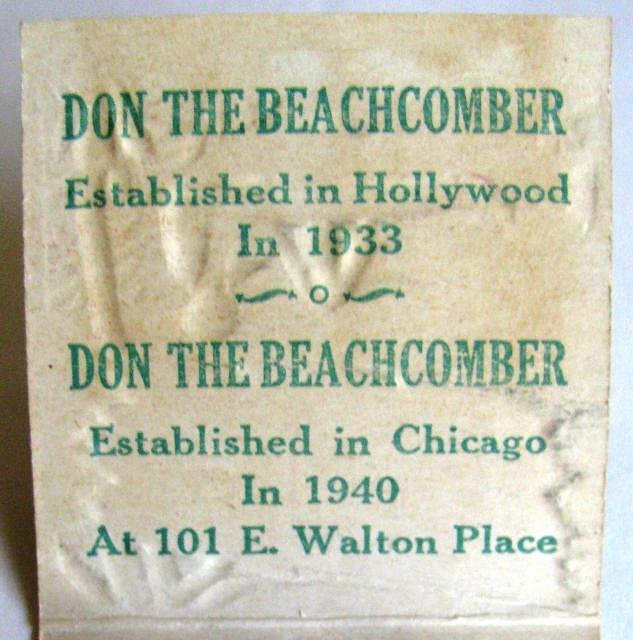 DON THE BEACHCOMBER
Established in Hollywood
In 1933
DON THE BEACHCOMBER
Established in Chicago
In 1940
At 101 E. Walton Place